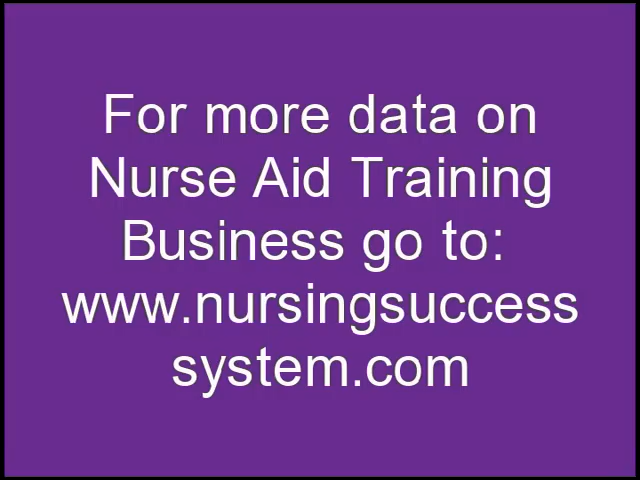 For more data on
Nurse Aid Training
Business go to:
www.nursingsuccess
system.com